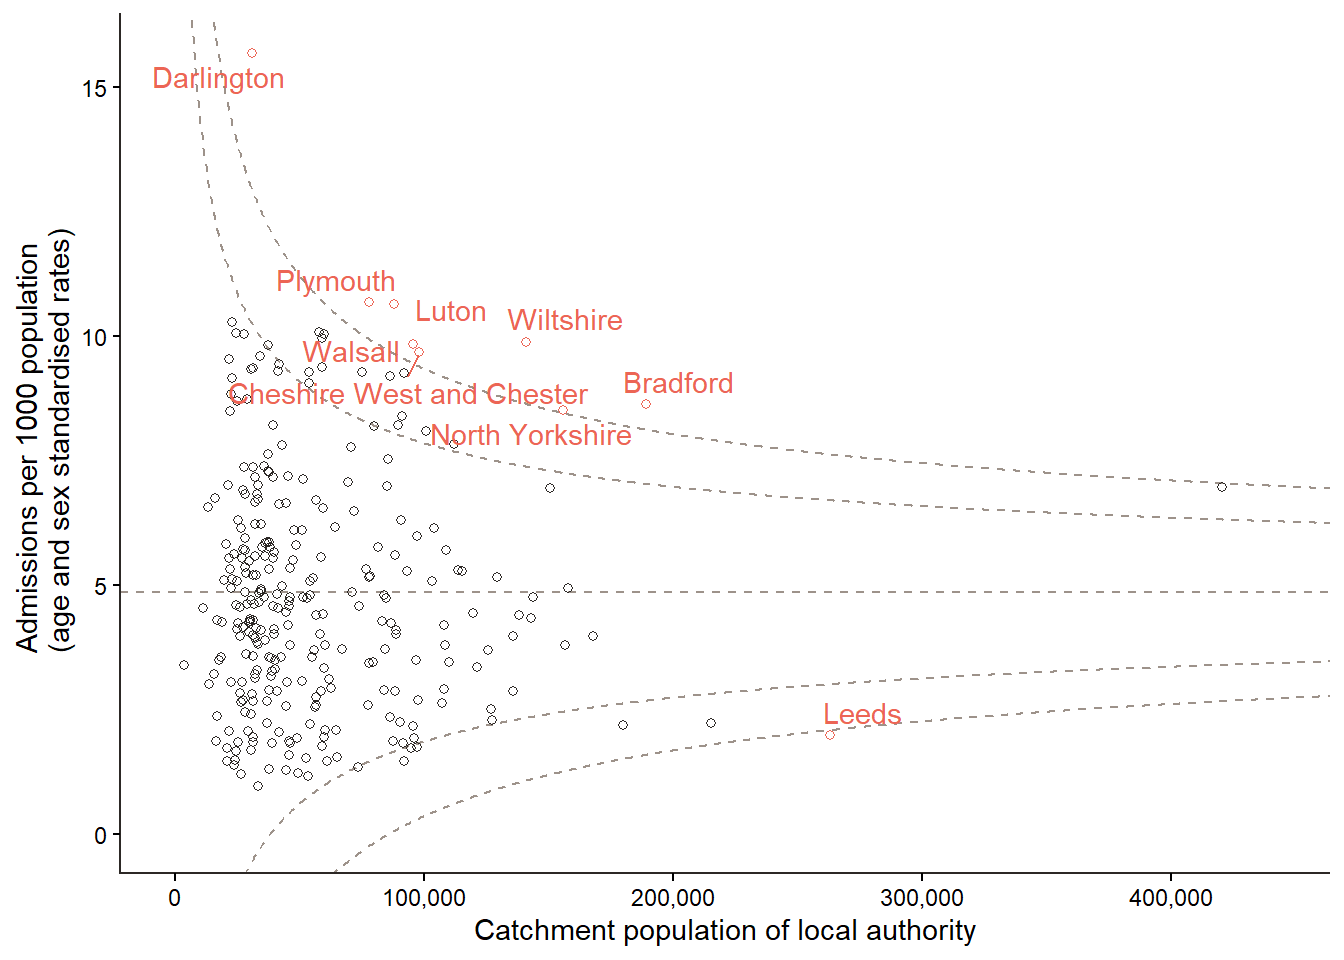 Darlington
15
Plymouth
Luton
Wiltshire
10
Walsall
Bradford
Cheshire West and Chester
North Yorkshire
Admissions per 1000 population
(age and sex standardised rates)
5
Leeds
0
0
100,000
200,000
300,000
400,000
Catchment population of local authority